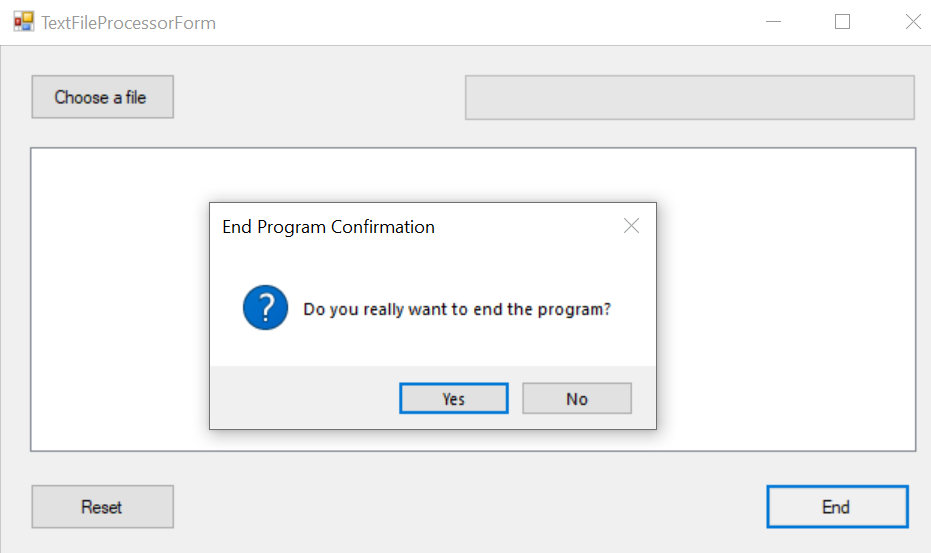 TextFileProcessorForm
Choose a file
End Program Confirmation
?
Do you really want to end the program?
Yes No
Reset End